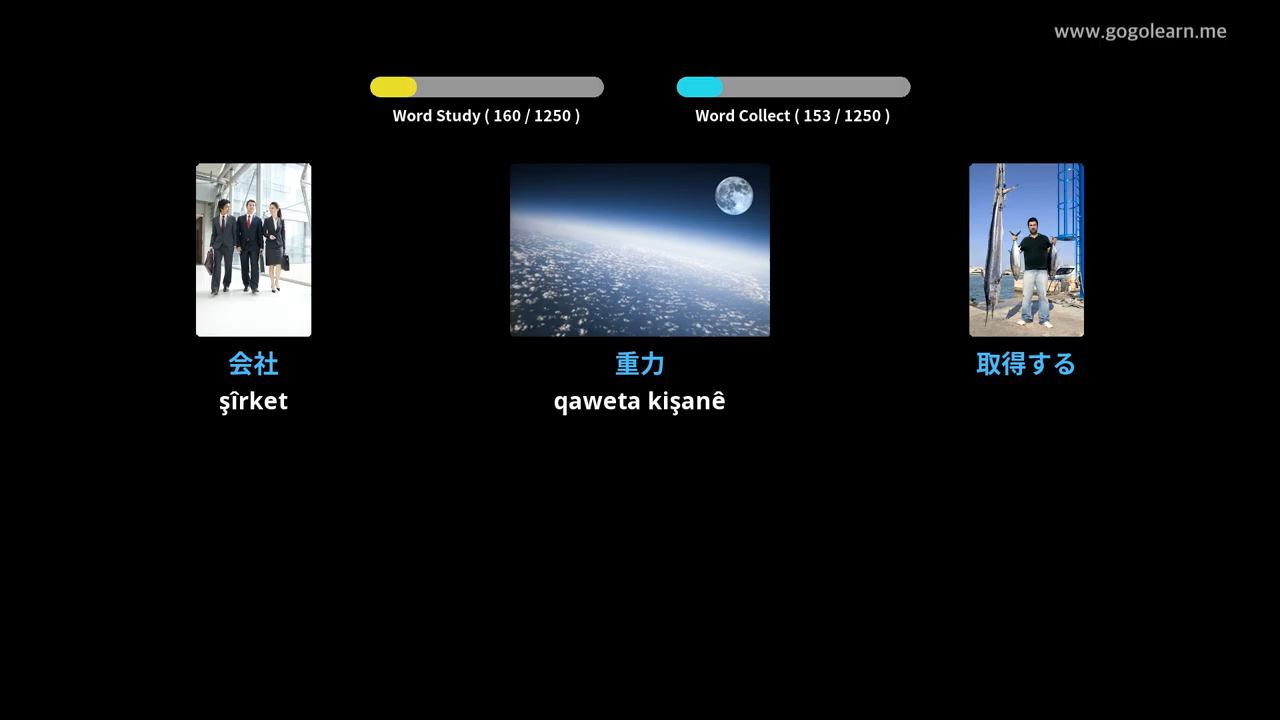 www.gogolearn.me
Word Study ( 160 / 1250 )
Word Collect ( 153 / 1250 )
会社
şîrket
重力
qaweta kişanê
取得する